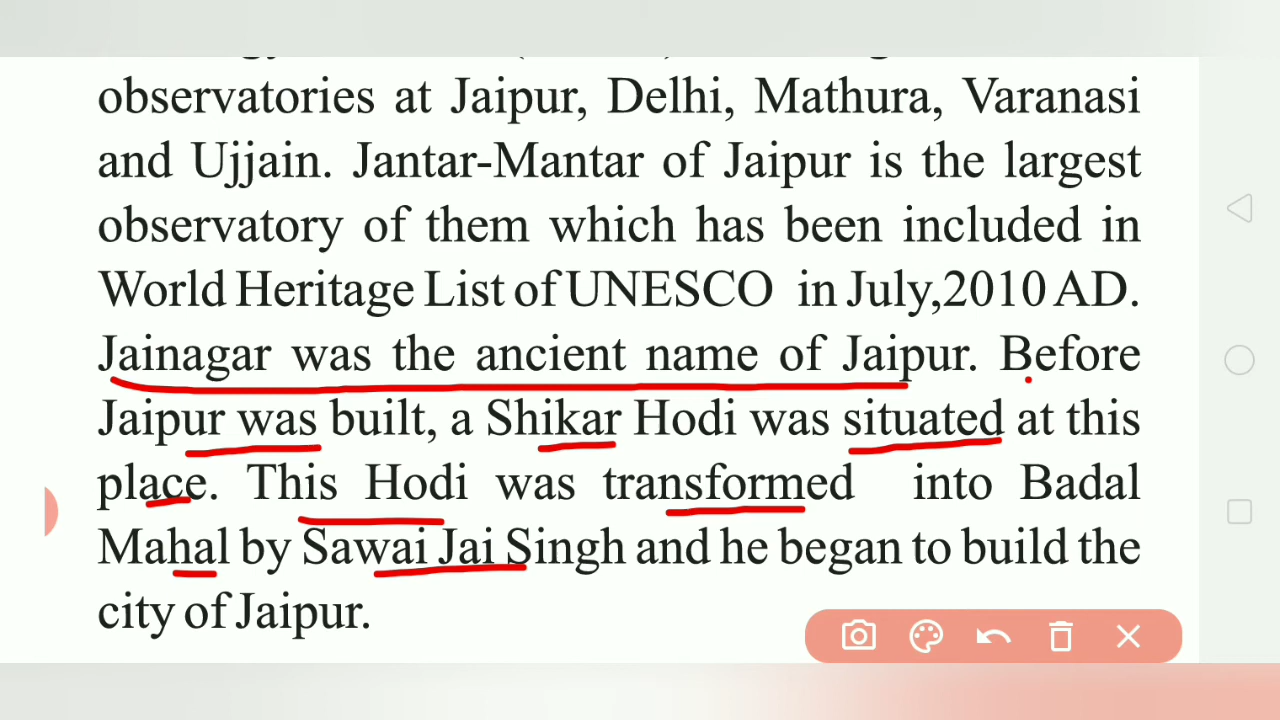 observatories at Jaipur, Delhi, Mathura, Varanasi
and Ujjain. Jantar-Mantar of Jaipur is the largest
observatory of them which has been included in
World Heritage List of UNESCO in July,2010 AD.
Jainagar was the ancient name of Jaipur. Before
Jaipur was built, a Shikar Hodi was situated at this
place. This Hodi was transformed into Badal
Mahal by Sawai Jai Singh and he began to build the
city of Jaipur.